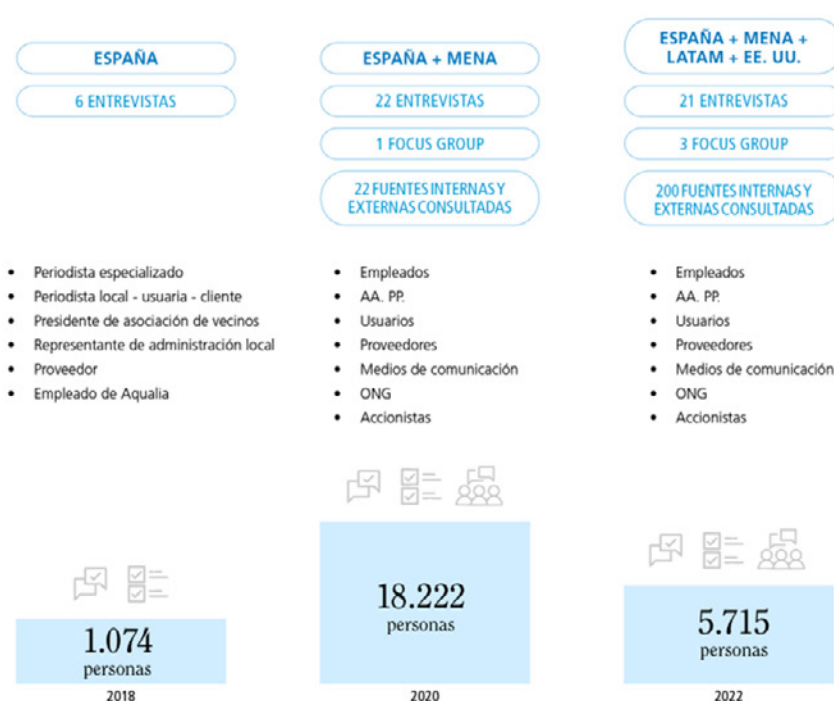 ESPAÑA
6 ENTREVISTAS
• Periodista especializado
• Periodista local - usuaria - cliente
• Presidente de asociación de vecinos
• Representante de administración local
• Proveedor
• Empleado de Aqualia
1.074
personas
2018
ESPAÑA + MENA
22 ENTREVISTAS
1 FOCUS GROUP
22 FUENTES INTERNAS Y
EXTERNAS CONSULTADAS
• Empleados
• AA. PP.
• Usuarios
• Proveedores
• Medios de comunicación
• ONG
• Accionistas
18.222
personas
2020
ESPAÑA + MENA +
LATAM + EE. UU.
21 ENTREVISTAS
3 FOCUS GROUP
200 FUENTES INTERNAS Y
EXTERNAS CONSULTADAS
• Empleados
• AA. PP.
• Usuarios
• Proveedores
• Medios de comunicación
• ONG
• Accionistas
5.715
personas
2022